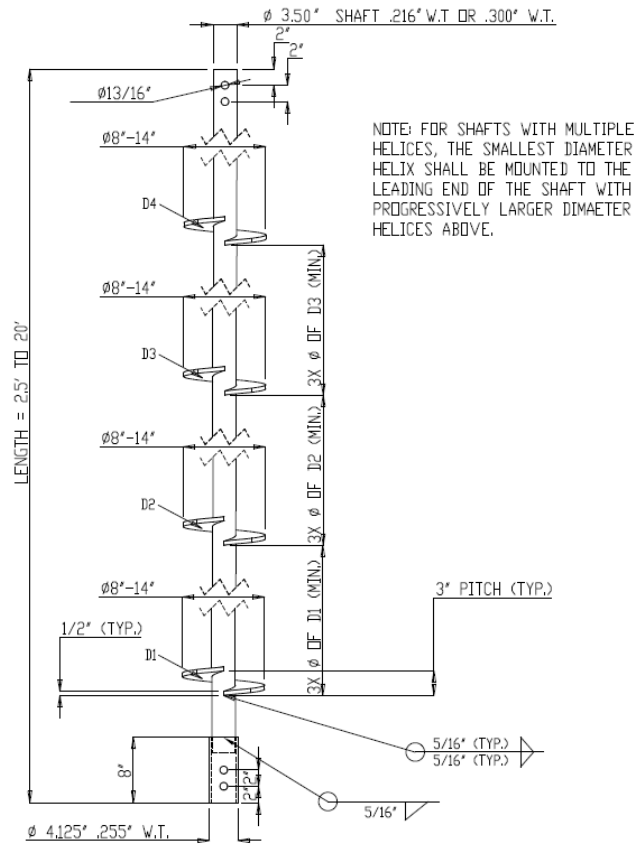 ø 3.50" SHAFT .216" W.T OR .300" W.T.
2"
2"
ø13/16"
NOTE: FOR SHAFTS WITH MULTIPLE
HELICES, THE SMALLEST DIAMETER
HELIX SHALL BE MOUNTED TO THE
LEADING END OF THE SHAFT WITH
PROGRESSIVELY LARGER DIMAETER
HELICES ABOVE.
ø8"-14"
D4
3X ø OF D3 (MIN.)
ø8"-14"
D3
LENGTH = 2.5' TO 20'
3X ø OF D2 (MIN.)
ø8"-14"
D2
3X ø OF D1 (MIN.)
ø8"-14"
3" PITCH (TYP.)
1/2" (TYP.)
D1
5/16" (TYP.)
5/16" (TYP.)
8"
2"
2"
5/16"
ø 4.125" .255" W.T.